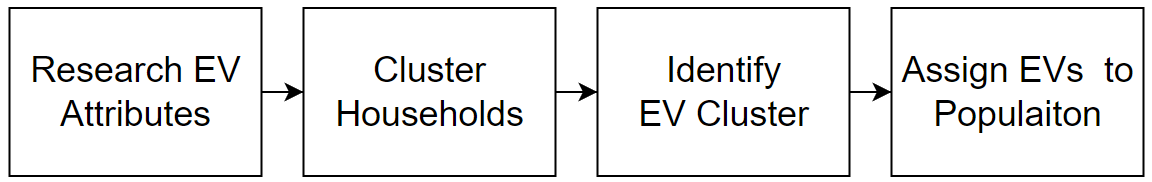 Research EV
Attributes
Cluster
Households
Identify
EV Cluster
Assign EVs  to
Populaiton